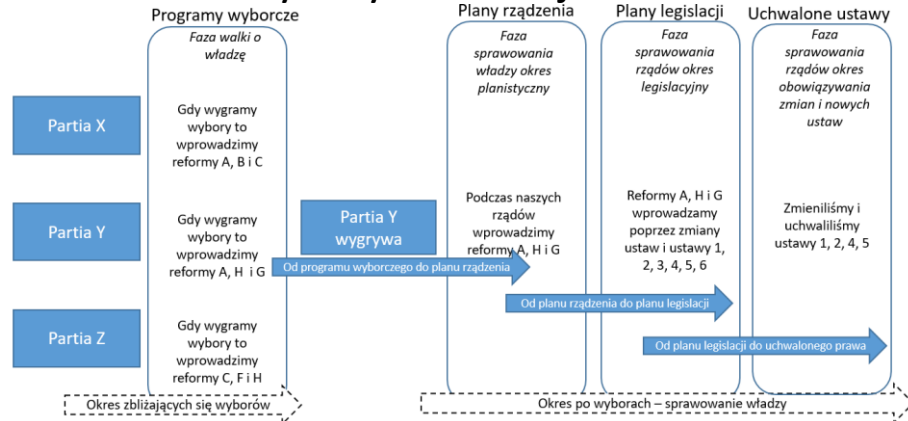 Programy wyborcze
Faza walki o
władzę
Plany rządzenia
Faza
sprawowania
władzy okres
planistyczny
Plany legislacji
Faza
sprawowania
rządów okres
legislacyjny
Uchwalone ustawy
Faza
sprawowania
rządów okres
obowiązywania
zmian i nowych
ustaw
Partia X
Gdy wygramy
wybory to
wprowadzimy
reformy A, B i C
Partia Y
Gdy wygramy
wybory to
wprowadzimy
reformy A, H i G
Partia Y
wygrywa
Podczas naszych
rządów
wprowadzimy
reformy A, H i G
Reformy A, H i G
wprowadzamy
poprzez zmiany
ustaw i ustawy 1,
2, 3, 4, 5, 6
Zmieniliśmy i
uchwaliliśmy
ustawy 1, 2, 4, 5
Od programu wyborczego do planu rządzenia
Od planu rządzenia do planu legislacji
Od planu legislacji do uchwalonego prawa
Partia Z
Gdy wygramy
wybory to
wprowadzimy
reformy C, F i H
Okres zbliżających się wyborów
Okres po wyborach – sprawowanie władzy